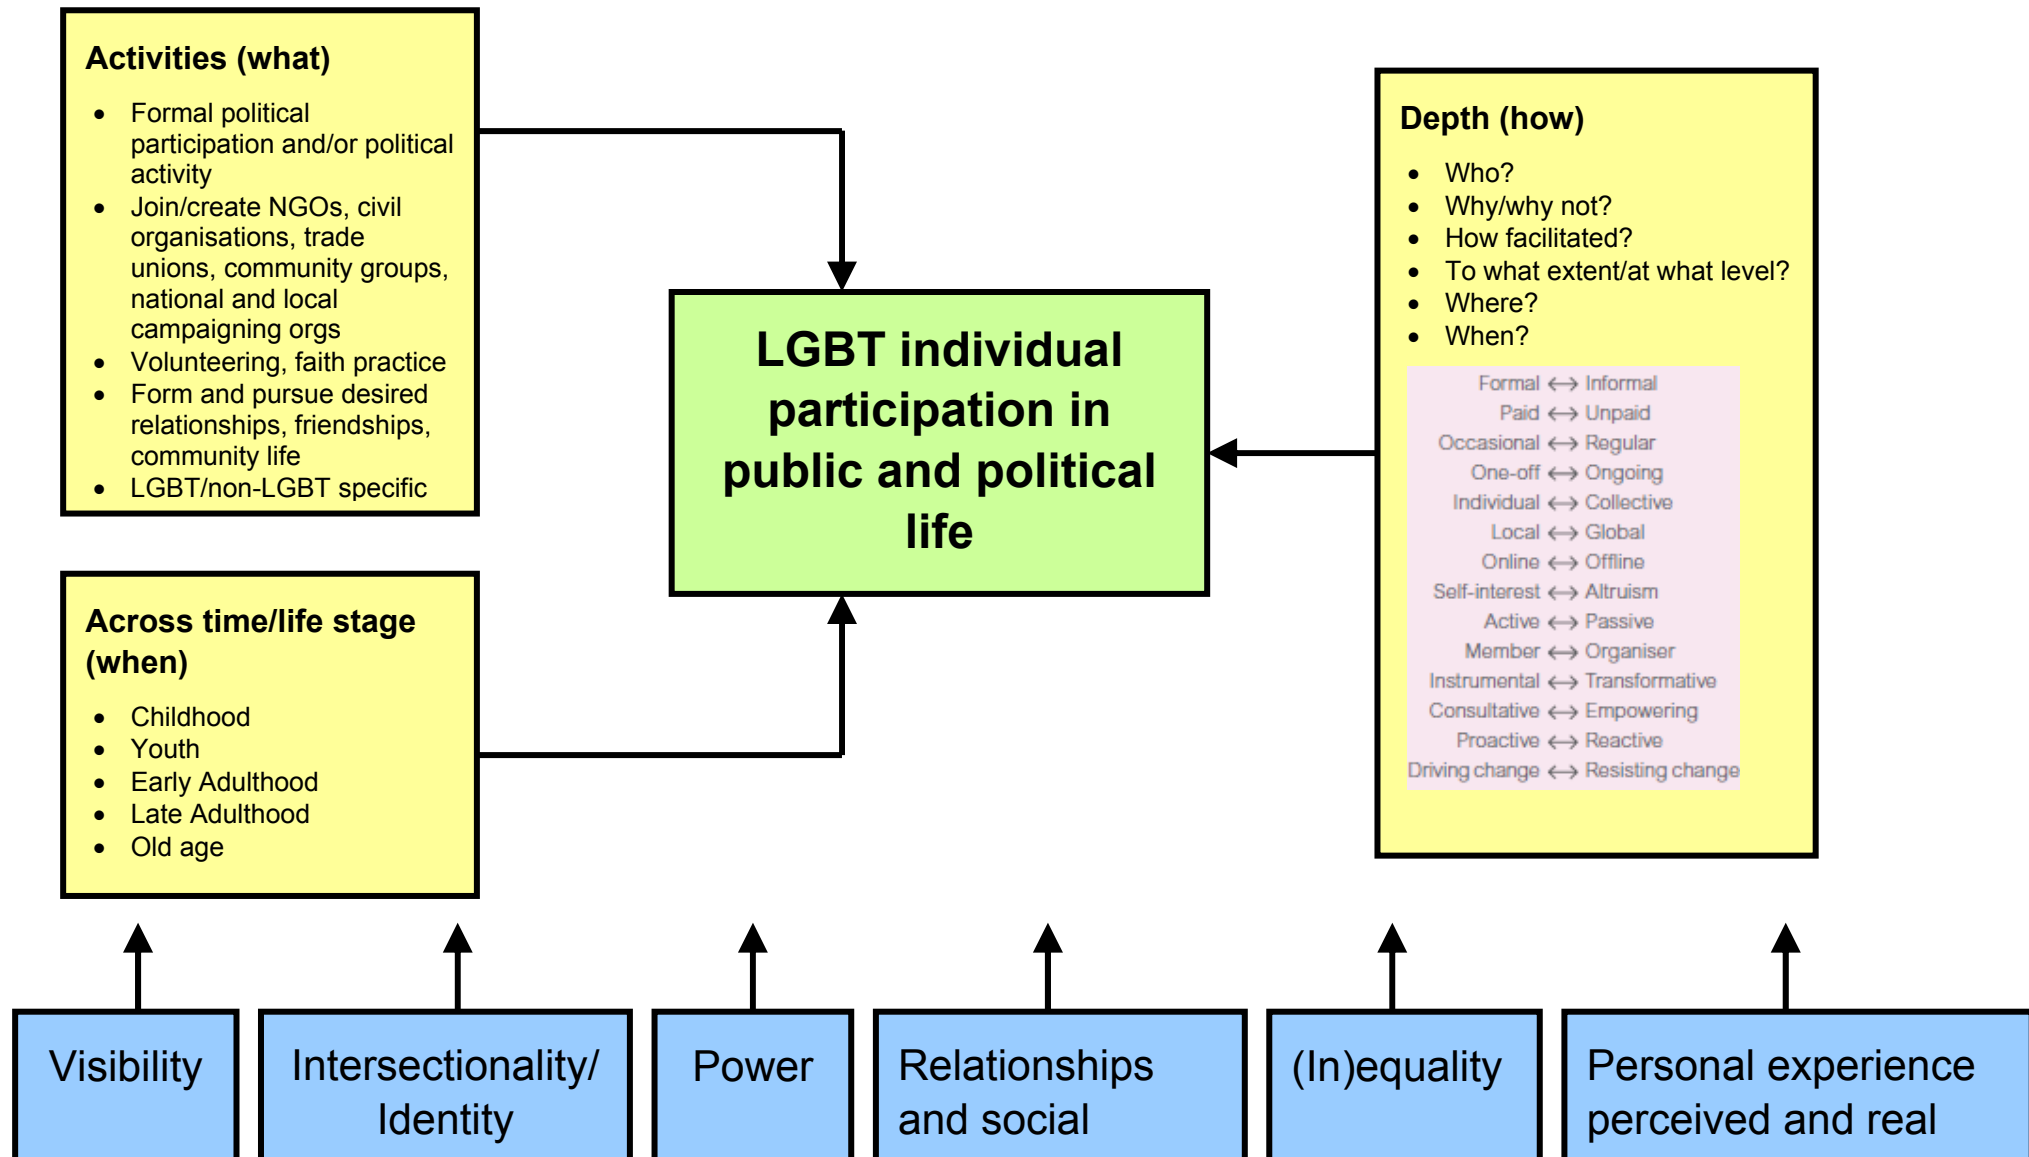 Activities (what)
• Formal political
participation and/or political
activity
• Join/create NGOs, civil
organisations, trade
unions, community groups,
national and local
campaigning orgs
• Volunteering, faith practice
• Form and pursue desired
relationships, friendships,
community life
• LGBT/non-LGBT specific
Across time/life stage
(when)
• Childhood
• Youth
• Early Adulthood
• Late Adulthood
• Old age
LGBT individual
participation in
public and political
life
Depth (how)
• Who?
• Why/why not?
• How facilitated?
• To what extent/at what level?
• Where?
• When?
Formal ↔ Informal
Paid ↔ Unpaid
Occasional ↔ Regular
One-off ↔ Ongoing
Individual ↔ Collective
Local ↔ Global
Online ↔ Offline
Self-interest ↔ Altruism
Active ↔ Passive
Member ↔ Organiser
Instrumental ↔ Transformative
Consultative ↔ Empowering
Proactive ↔ Reactive
Driving change ↔ Resisting change
Visibility
Intersectionality/
Identity
Power
Relationships
and social
(In)equality
Personal experience
perceived and real